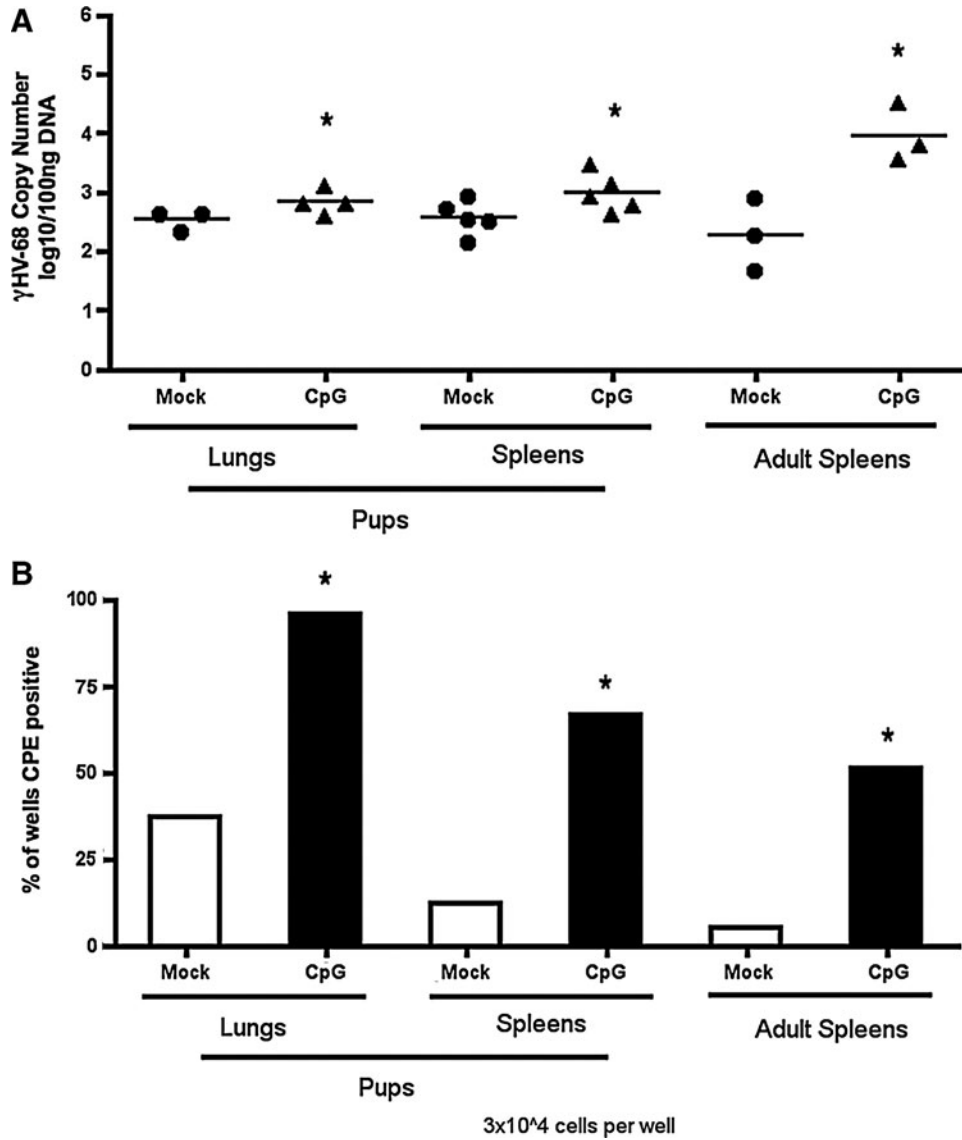 A
γHV-68 Copy Number
log10/100ng DNA
6
5
4
3
2
1
0
*
*
*
Mock CpG Mock CpG Mock CpG
Lungs Spleens Adult Spleens
Pups
B
% of wells CPE positive
100
75
50
25
0
*
*
*
Mock CpG Mock CpG Mock CpG
Lungs Spleens Adult Spleens
Pups
3x10^4 cells per well